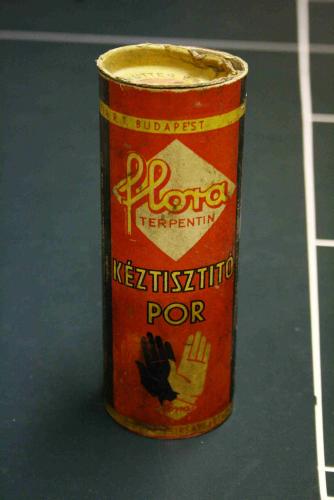 R.T. BUDAPEST
flora
TERPENTIN
KÉZTISZTITÓ
POR